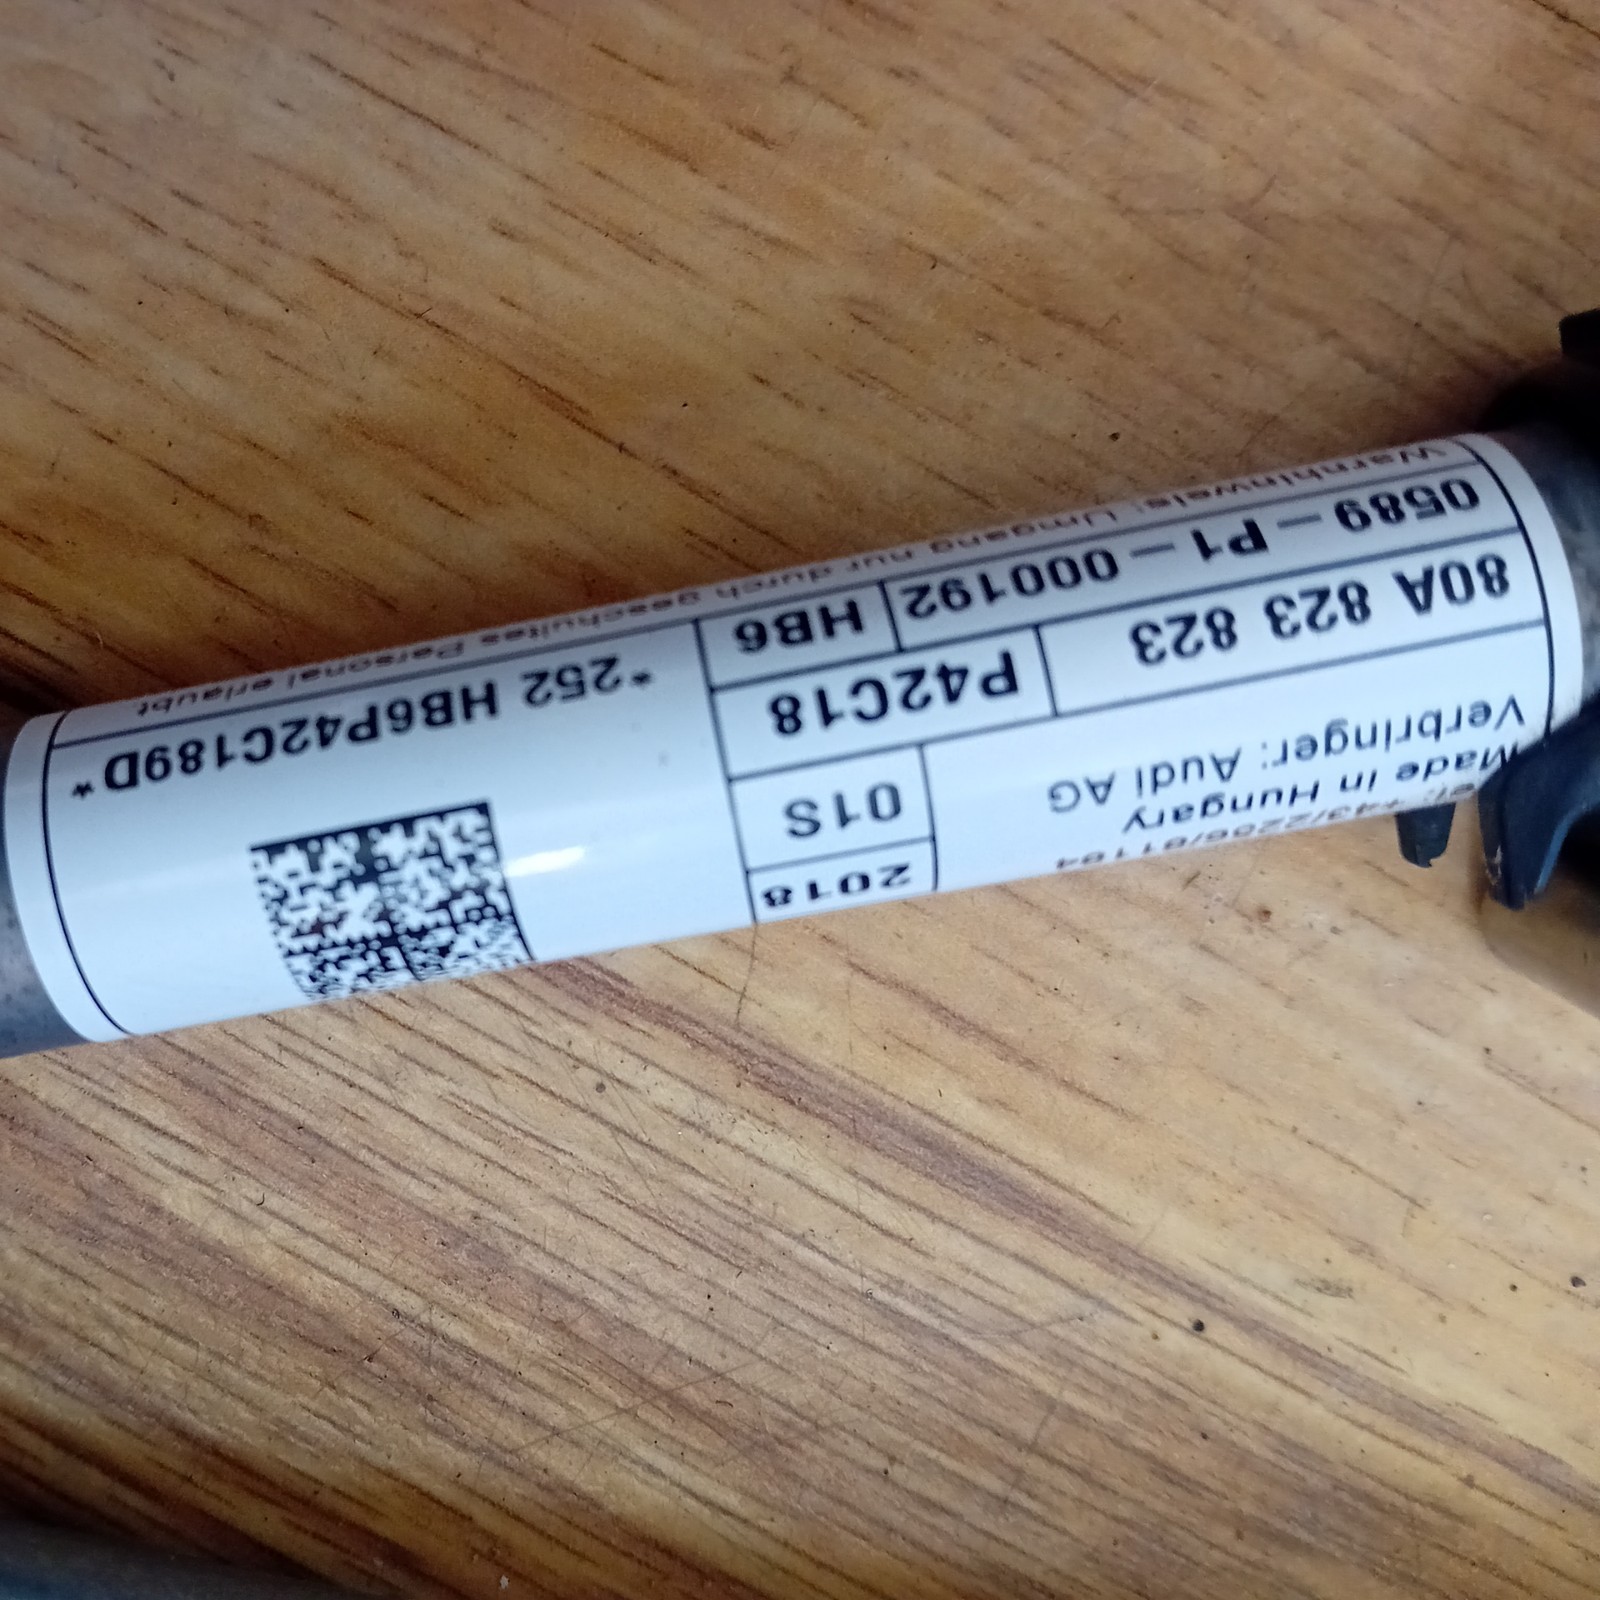 Warnhinweis: Umgang nur durch geschultes Personal erlaubt.
0589 – P1 – 000192 HB6
80A 823 823 P42C18
*252 HB6P42C189D*
Verbringer: Audi AG
01S
Made in Hungary
2018